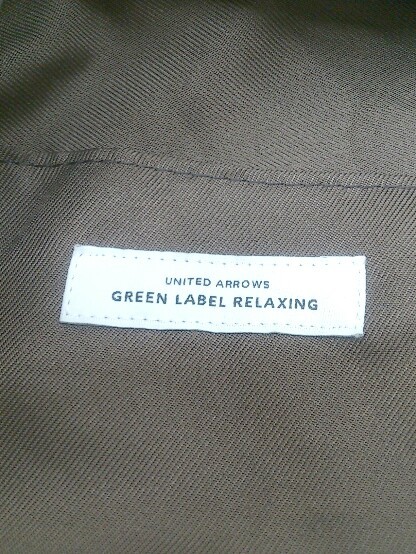 UNITED ARROWS
GREEN LABEL RELAXING